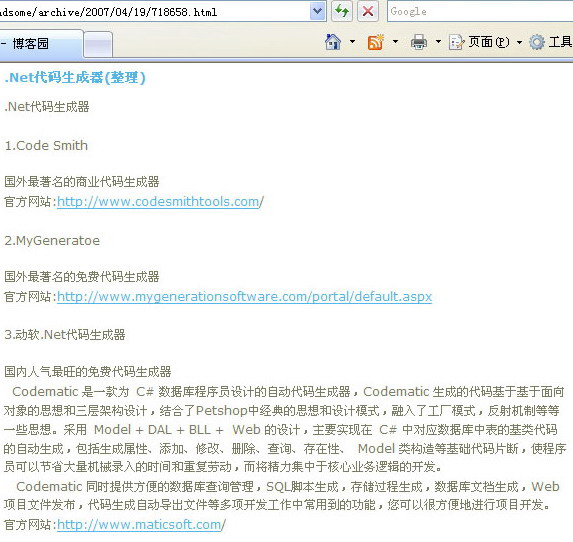 ndsome/archive/2007/04/19/718658.html
Google
- 博客园
页面(P)
工具
.Net代码生成器(整理)
.Net代码生成器
1.Code Smith
国外最著名的商业代码生成器
官方网站:http://www.codesmithtools.com/
2.MyGeneratoe
国外最著名的免费代码生成器
官方网站:http://www.mygenerationsoftware.com/portal/default.aspx
3.动软.Net代码生成器
国内人气最旺的免费代码生成器
Codematic 是一款为 C# 数据库程序员设计的自动代码生成器，Codematic 生成的代码基于基于面向
对象的思想和三层架构设计，结合了Petshop中经典的思想和设计模式，融入了工厂模式，反射机制等等
一些思想。采用 Model + DAL + BLL + Web 的设计，主要实现在 C# 中对应数据库中表的基类代码
的自动生成，包括生成属性、添加、修改、删除、查询、存在性、 Model 类构造等基础代码片断，使程序
员可以节省大量机械录入的时间和重复劳动，而将精力集中于核心业务逻辑的开发。
Codematic 同时提供方便的数据库查询管理，SQL脚本生成，存储过程生成，数据库文档生成，Web
项目文件发布，代码生成自动导出文件等多项开发工作中常用到的功能，您可以很方便地进行项目开发。
官方网站:http://www.maticsoft.com/